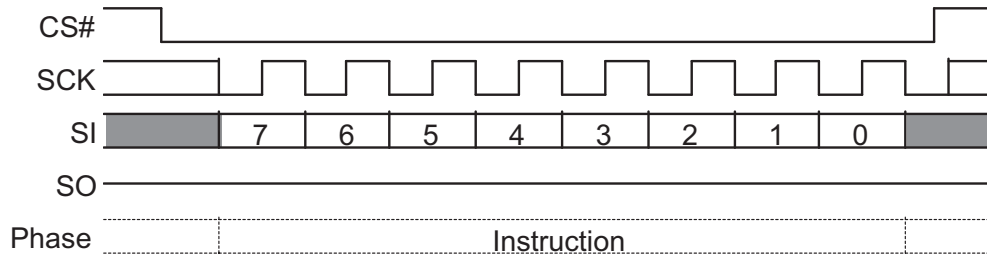 CS#
SCK
SI 7 6 5 4 3 2 1 0
SO
Phase Instruction